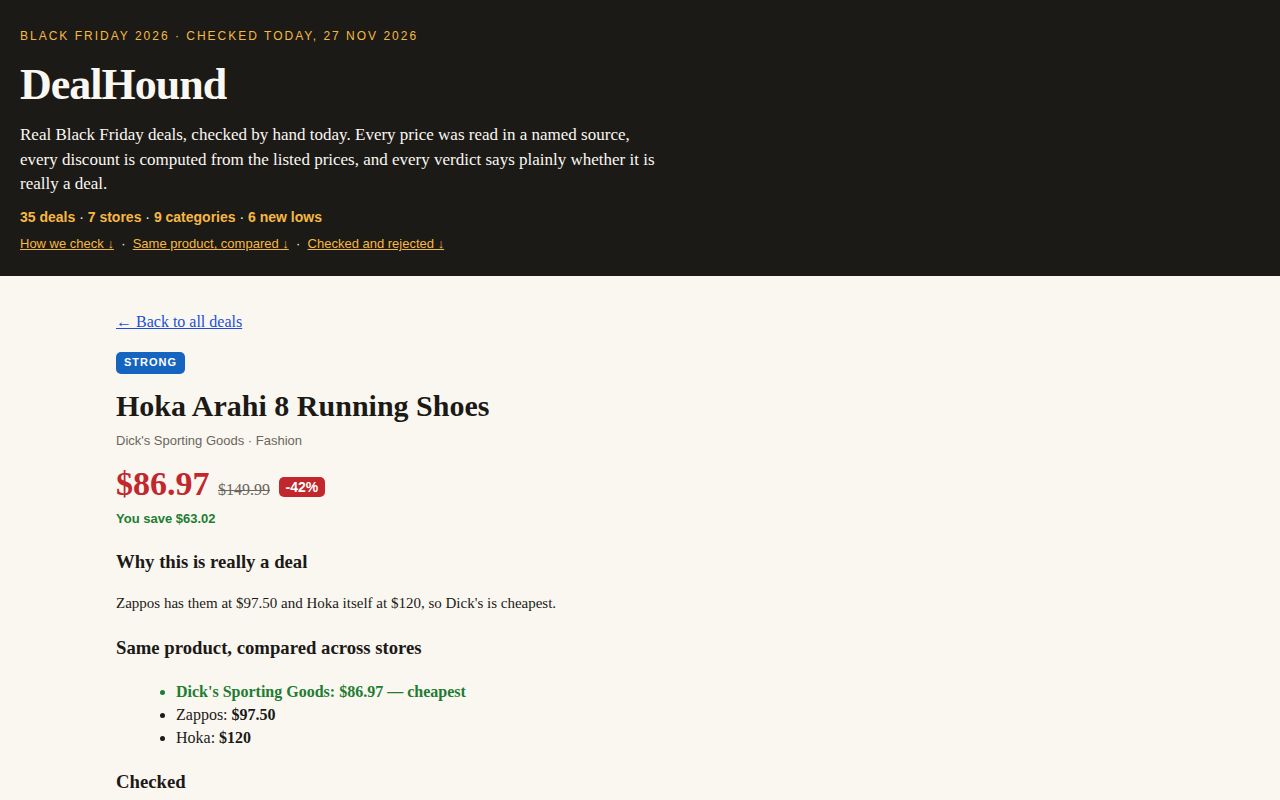 BLACK FRIDAY 2026 · CHECKED TODAY, 27 NOV 2026
DealHound
Real Black Friday deals, checked by hand today. Every price was read in a named source,
every discount is computed from the listed prices, and every verdict says plainly whether it is
really a deal.
35 deals · 7 stores · 9 categories · 6 new lows
How we check ↓ · Same product, compared ↓ · Checked and rejected ↓
← Back to all deals
STRONG
Hoka Arahi 8 Running Shoes
Dick's Sporting Goods · Fashion
$86.97 $149.99 -42%
You save $63.02
Why this is really a deal
Zappos has them at $97.50 and Hoka itself at $120, so Dick's is cheapest.
Same product, compared across stores
• Dick's Sporting Goods: $86.97 — cheapest
• Zappos: $97.50
• Hoka: $120
Checked